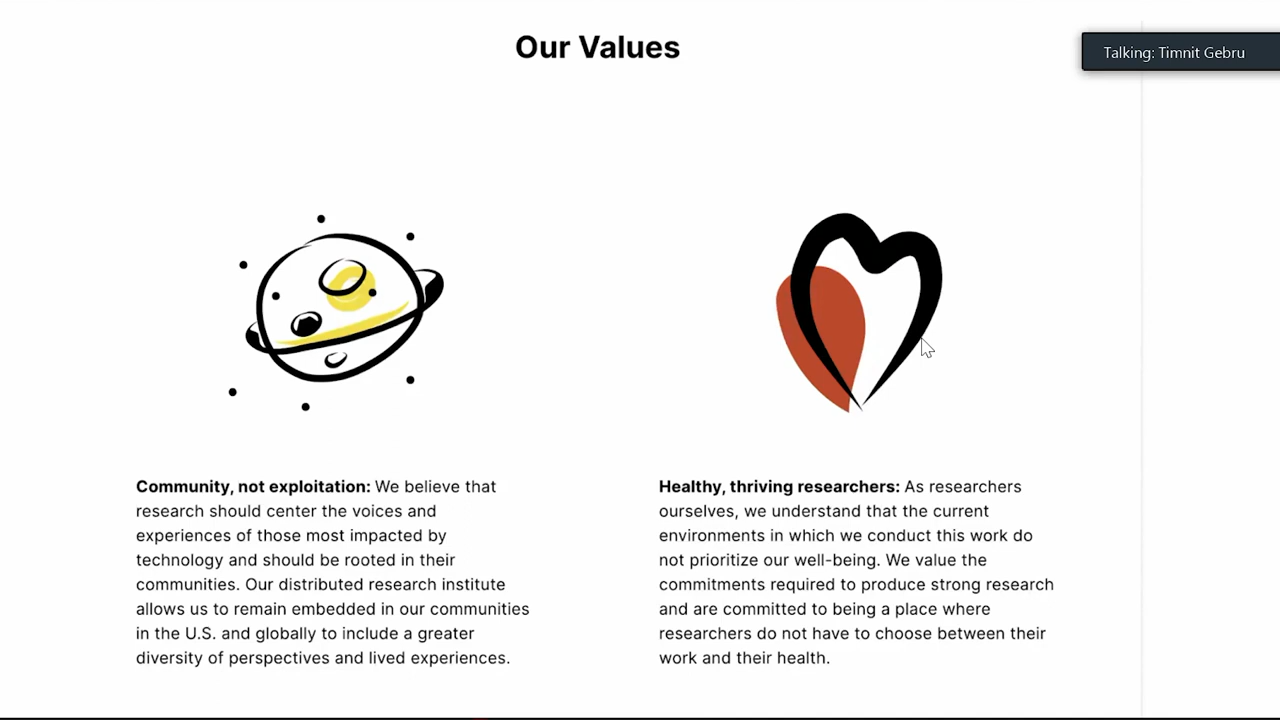 Our Values
Talking: Timnit Gebru
Community, not exploitation: We believe that
research should center the voices and
experiences of those most impacted by
technology and should be rooted in their
communities. Our distributed research institute
allows us to remain embedded in our communities
in the U.S. and globally to include a greater
diversity of perspectives and lived experiences.
Healthy, thriving researchers: As researchers
ourselves, we understand that the current
environments in which we conduct this work do
not prioritize our well-being. We value the
commitments required to produce strong research
and are committed to being a place where
researchers do not have to choose between their
work and their health.